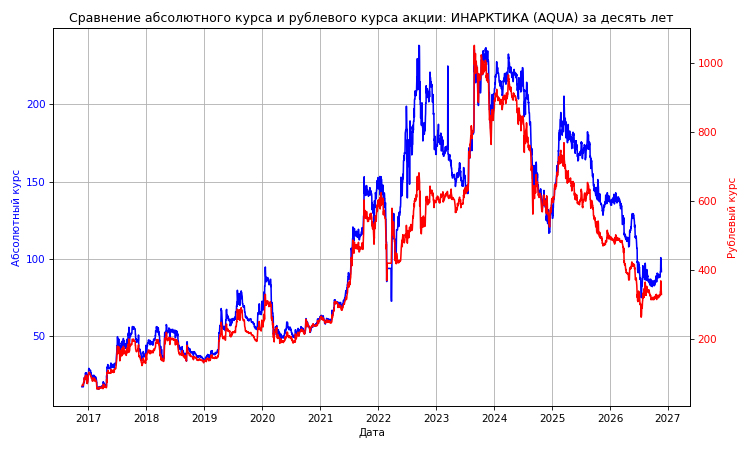 Сравнение абсолютного курса и рублевого курса акции: ИНАРКТИКА (AQUA) за десять лет
Абсолютный курс
200
150
100
50
1000
800
600
400
200
Рублевый курс
2017 2018 2019 2020 2021 2022 2023 2024 2025 2026 2027
Дата